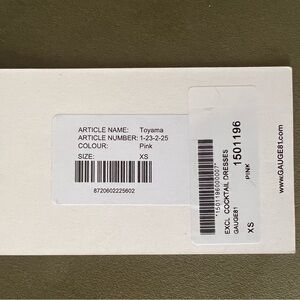 ARTICLE NAME: Toyama
ARTICLE NUMBER: 1-23-2-25
COLOUR: Pink
SIZE: XS
8720602225602
*1501196000007*
EXCL. COCKTAIL DRESSES
GAUGE81
1501196
PINK
XS
www.GAUGE81.com